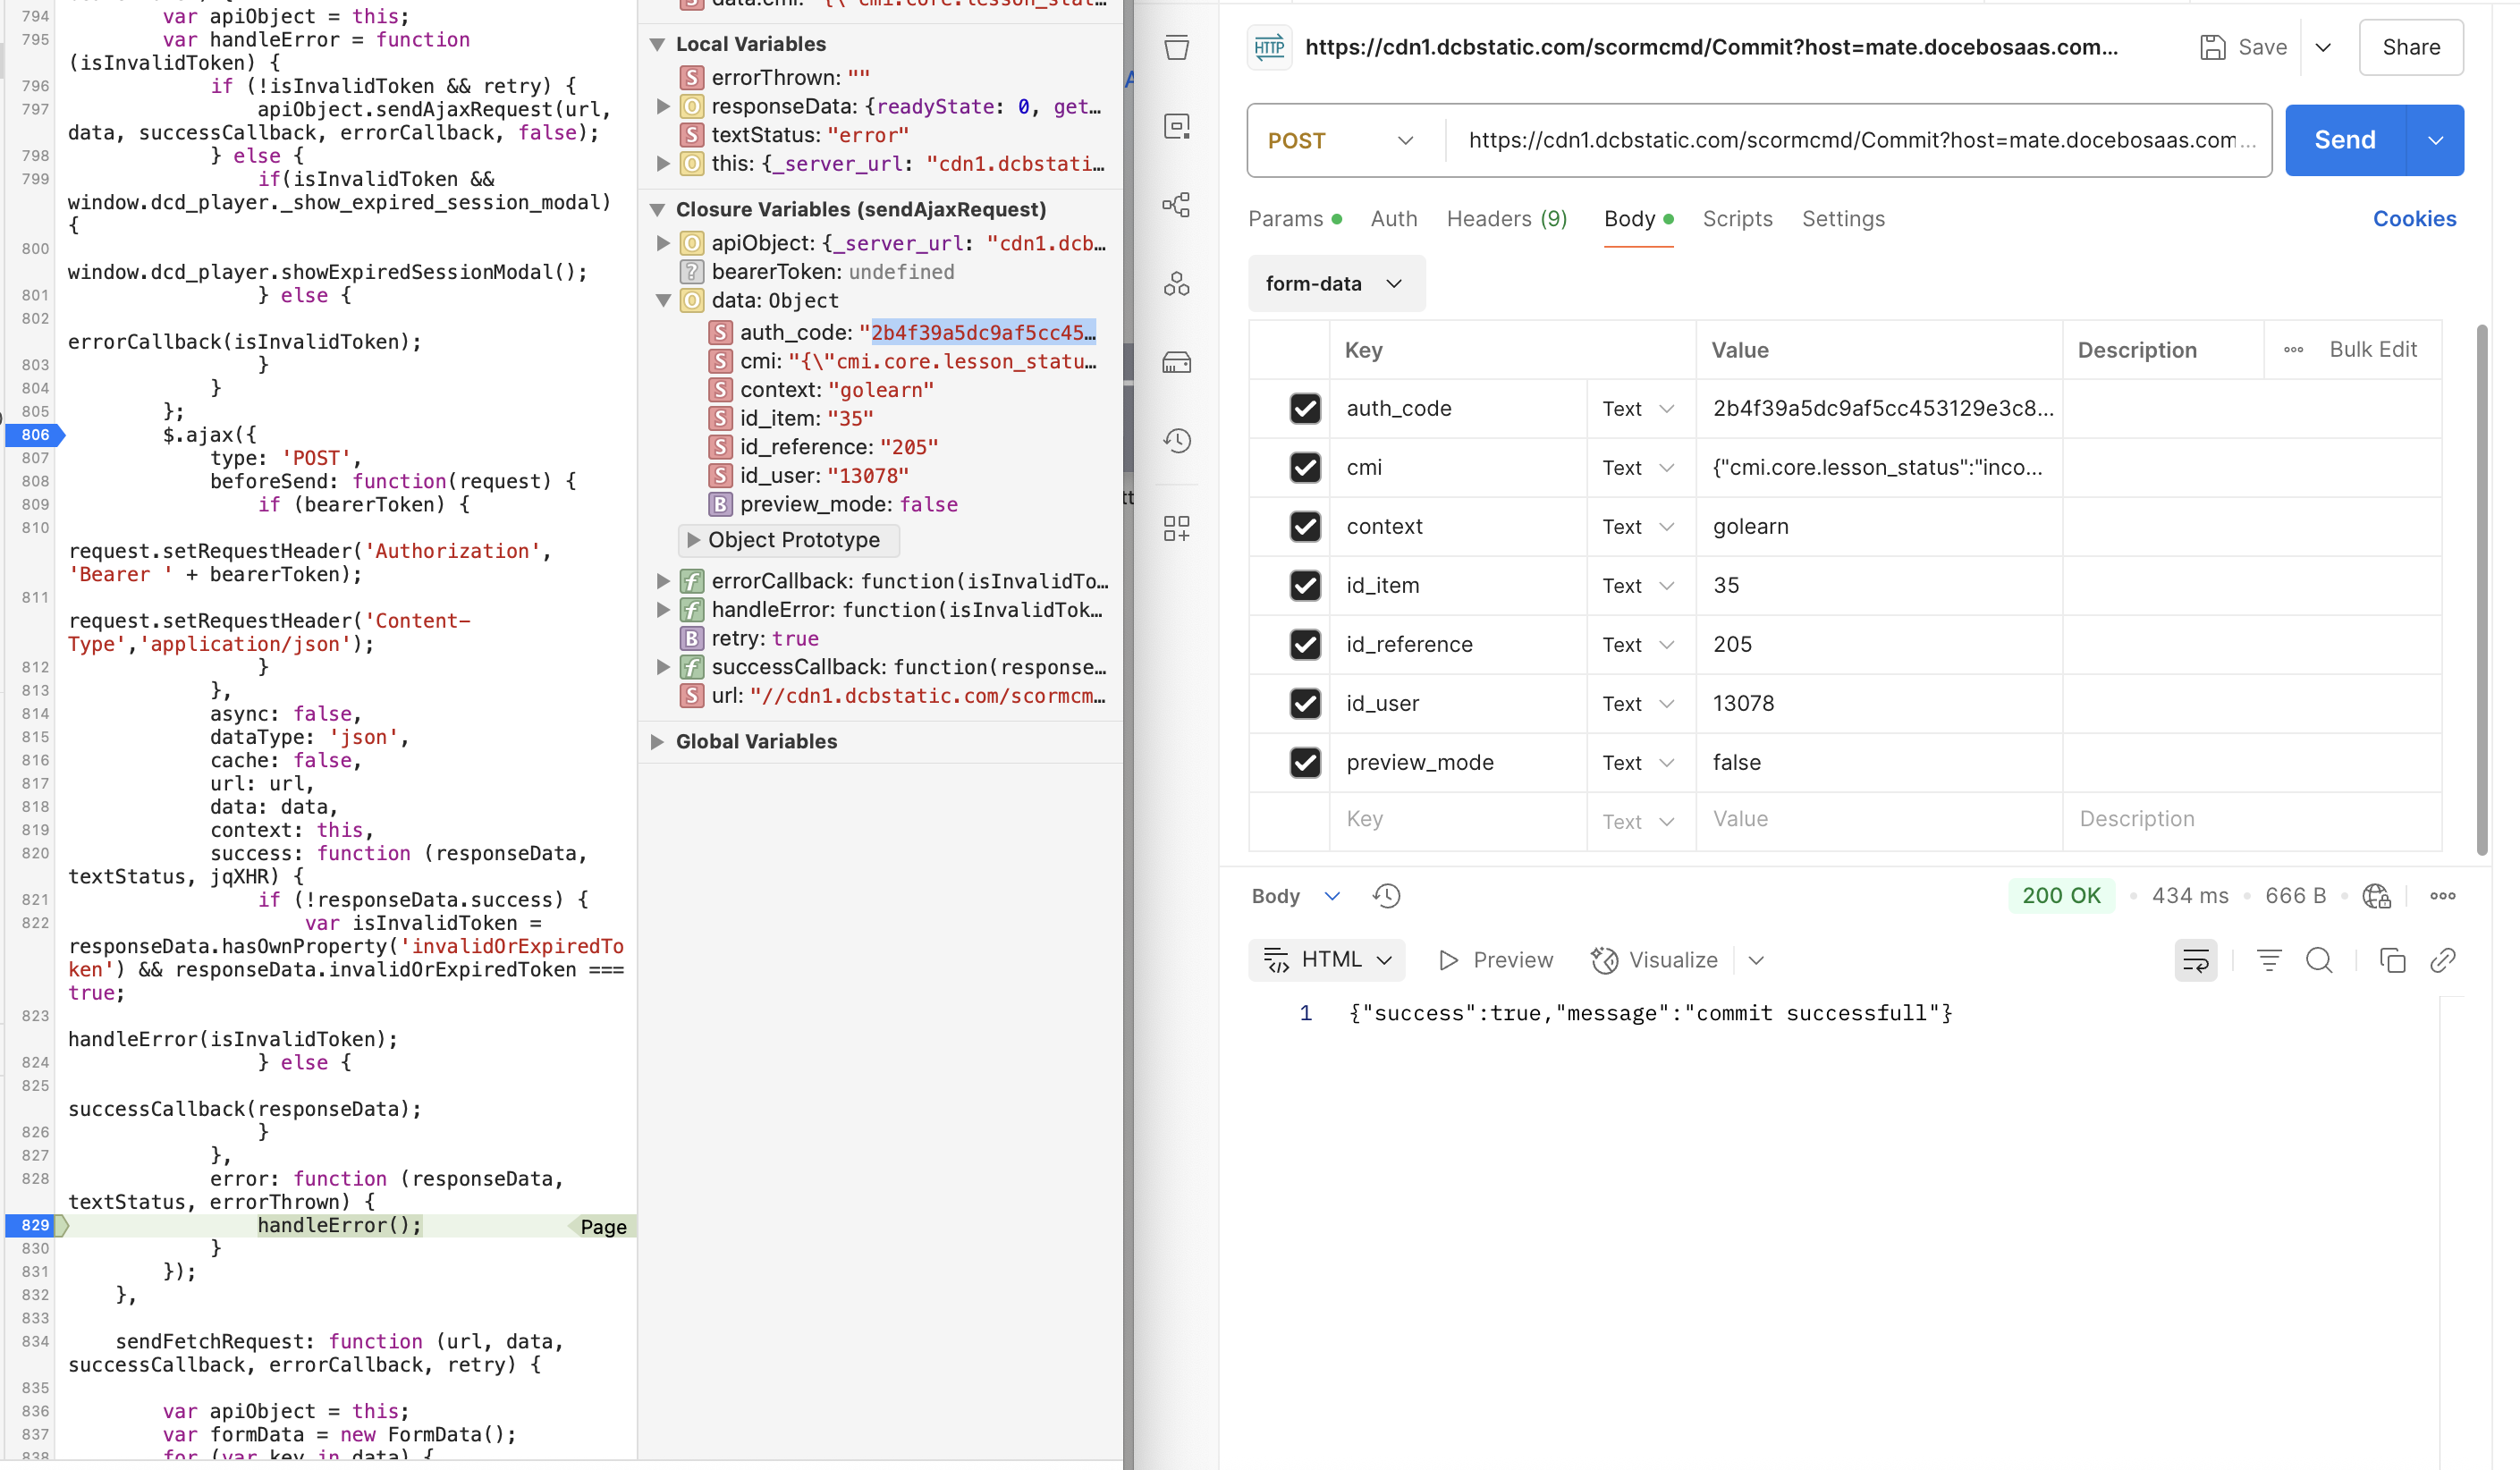 794 var apiObject = this;
795 var handleError = function
(isInvalidToken) {
796 if (!isInvalidToken && retry) {
797 apiObject.sendAjaxRequest(url,
data, successCallback, errorCallback, false);
798 } else {
799 if(isInvalidToken &&
window.dcd_player._show_expired_session_modal)
{
800
window.dcd_player.showExpiredSessionModal();
801 } else {
802
errorCallback(isInvalidToken);
803 }
804 }
805 };
806 $.ajax({
807 type: 'POST',
808 beforeSend: function(request) {
809 if (bearerToken) {
810
request.setRequestHeader('Authorization',
'Bearer ' + bearerToken);
811
request.setRequestHeader('Content-
Type','application/json');
812 }
813 },
814 async: false,
815 dataType: 'json',
816 cache: false,
817 url: url,
818 data: data,
819 context: this,
820 success: function (responseData,
textStatus, jqXHR) {
821 if (!responseData.success) {
822 var isInvalidToken =
responseData.hasOwnProperty('invalidOrExpiredTo
ken') && responseData.invalidOrExpiredToken ===
true;
823
handleError(isInvalidToken);
824 } else {
825
successCallback(responseData);
826 }
827 },
828 error: function (responseData,
textStatus, errorThrown) {
829 handleError(); Page
830 }
831 });
832 },
833
834 sendFetchRequest: function (url, data,
successCallback, errorCallback, retry) {
835
836 var apiObject = this;
837 var formData = new FormData();
838 for (var key in data) {
Local Variables
S errorThrown: ""
O responseData: {readyState: 0, get…
S textStatus: "error"
O this: {_server_url: "cdn1.dcbstati…
Closure Variables (sendAjaxRequest)
O apiObject: {_server_url: "cdn1.dcb…
? bearerToken: undefined
O data: Object
S auth_code: "2b4f39a5dc9af5cc45…
S cmi: "{\"cmi.core.lesson_statu…
S context: "golearn"
S id_item: "35"
S id_reference: "205"
S id_user: "13078"
B preview_mode: false
Object Prototype
f errorCallback: function(isInvalidTo…
f handleError: function(isInvalidTok…
B retry: true
f successCallback: function(response…
S url: "//cdn1.dcbstatic.com/scormcm…
Global Variables
HTTP https://cdn1.dcbstatic.com/scormcmd/Commit?host=mate.docebosaas.com... Save Share
POST https://cdn1.dcbstatic.com/scormcmd/Commit?host=mate.docebosaas.com... Send
Params Auth Headers (9) Body Scripts Settings Cookies
form-data
Key Value Description Bulk Edit
auth_code Text 2b4f39a5dc9af5cc453129e3c8...
cmi Text {"cmi.core.lesson_status":"inco...
context Text golearn
id_item Text 35
id_reference Text 205
id_user Text 13078
preview_mode Text false
Key Text Value Description
Body 200 OK 434 ms 666 B
HTML Preview Visualize
1 {"success":true,"message":"commit successfull"}